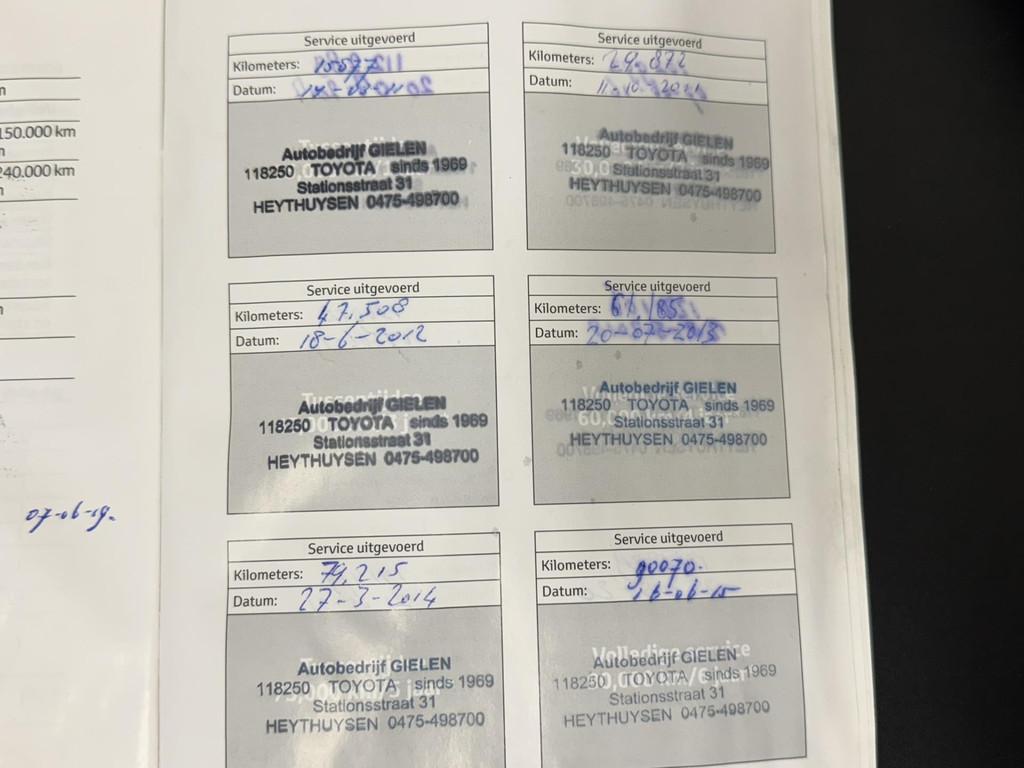 150.000 km
240.000 km
07-06-19.
Service uitgevoerd
Kilometers:
Datum:
Autobedrijf GIELEN
118250 TOYOTA sinds 1969
Stationsstraat 31
HEYTHUYSEN 0475-498700
Service uitgevoerd
Kilometers: 29.872
Datum: 11-10-2011
Autobedrijf GIELEN
118250 TOYOTA sinds 1969
Stationsstraat 31
HEYTHUYSEN 0475-498700
Service uitgevoerd
Kilometers: 47,508
Datum: 18-6-2012
Autobedrijf GIELEN
118250 TOYOTA sinds 1969
Stationsstraat 31
HEYTHUYSEN 0475-498700
Service uitgevoerd
Kilometers:
Datum: 20-07-2013
Autobedrijf GIELEN
118250 TOYOTA sinds 1969
Stationsstraat 31
HEYTHUYSEN 0475-498700
Service uitgevoerd
Kilometers: 79,215
Datum: 27-3-2014
Autobedrijf GIELEN
118250 TOYOTA sinds 1969
Stationsstraat 31
HEYTHUYSEN 0475-498700
Service uitgevoerd
Kilometers: 90070.
Datum: 16-06-15
Volledige service
Autobedrijf GIELEN
118250 TOYOTA sinds 1969
Stationsstraat 31
HEYTHUYSEN 0475-498700